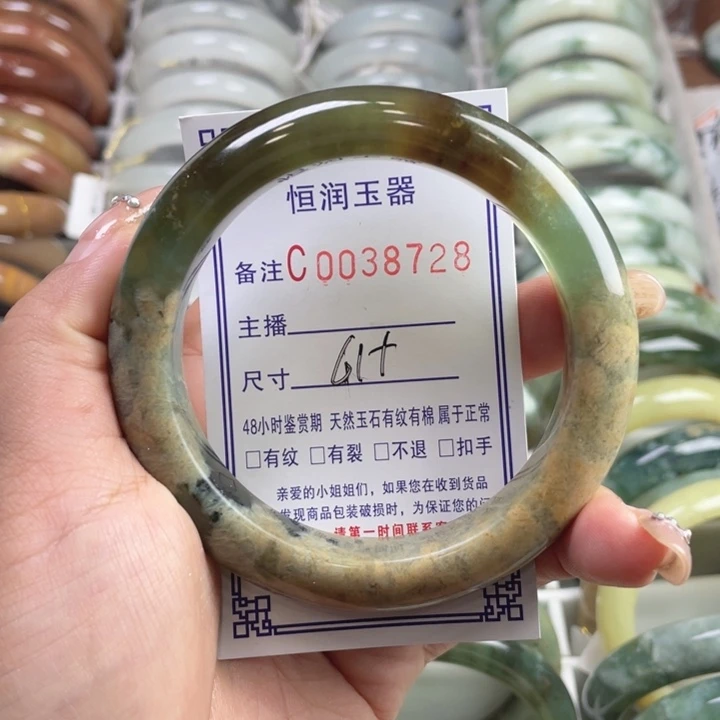 恒润玉器
备注C0038728
主播
尺寸 61+
48小时鉴赏期 天然玉石有纹有棉 属于正常
□有纹 □有裂 □不退 □扣手
亲爱的小姐姐们，如果您在收到货品
发现商品包装破损时，为保证您的
请第一时间联系